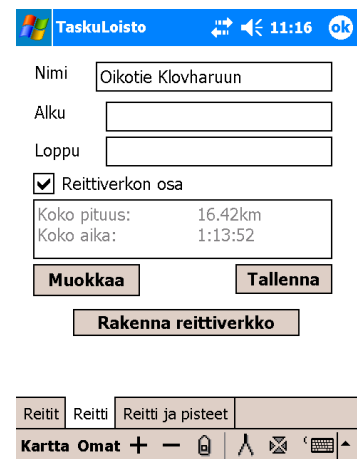 TaskuLoisto 11:16 ok
Nimi Oikotie Klovharuun
Alku
Loppu
Reittiverkon osa
Koko pituus: 16.42km
Koko aika: 1:13:52
Muokkaa Tallenna
Rakenna reittiverkko
Reitit Reitti Reitti ja pisteet
Kartta Omat